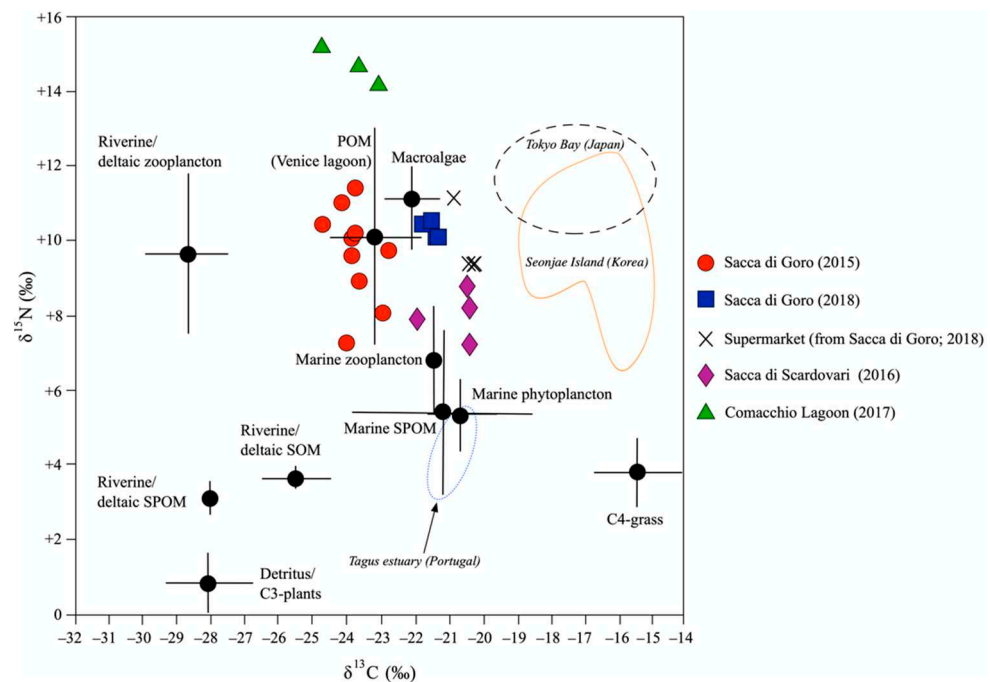 +16
+14
+12
+10
+8
+6
+4
+2
0
δ15N (‰)
Riverine/
deltaic zooplancton
POM
(Venice lagoon)
Macroalgae
Tokyo Bay (Japan)
Seonjae Island (Korea)
Marine zooplancton
Marine phytoplancton
Marine SPOM
Riverine/
deltaic SOM
Riverine/
deltaic SPOM
C4-grass
Tagus estuary (Portugal)
Detritus/
C3-plants
–32 –31 –30 –29 –28 –26 –25 –24 –23 –22 –21 –20 –19 –18 –17 –16 –15 –14
δ13C (‰)
Sacca di Goro (2015)
Sacca di Goro (2018)
Supermarket (from Sacca di Goro; 2018)
Sacca di Scardovari (2016)
Comacchio Lagoon (2017)